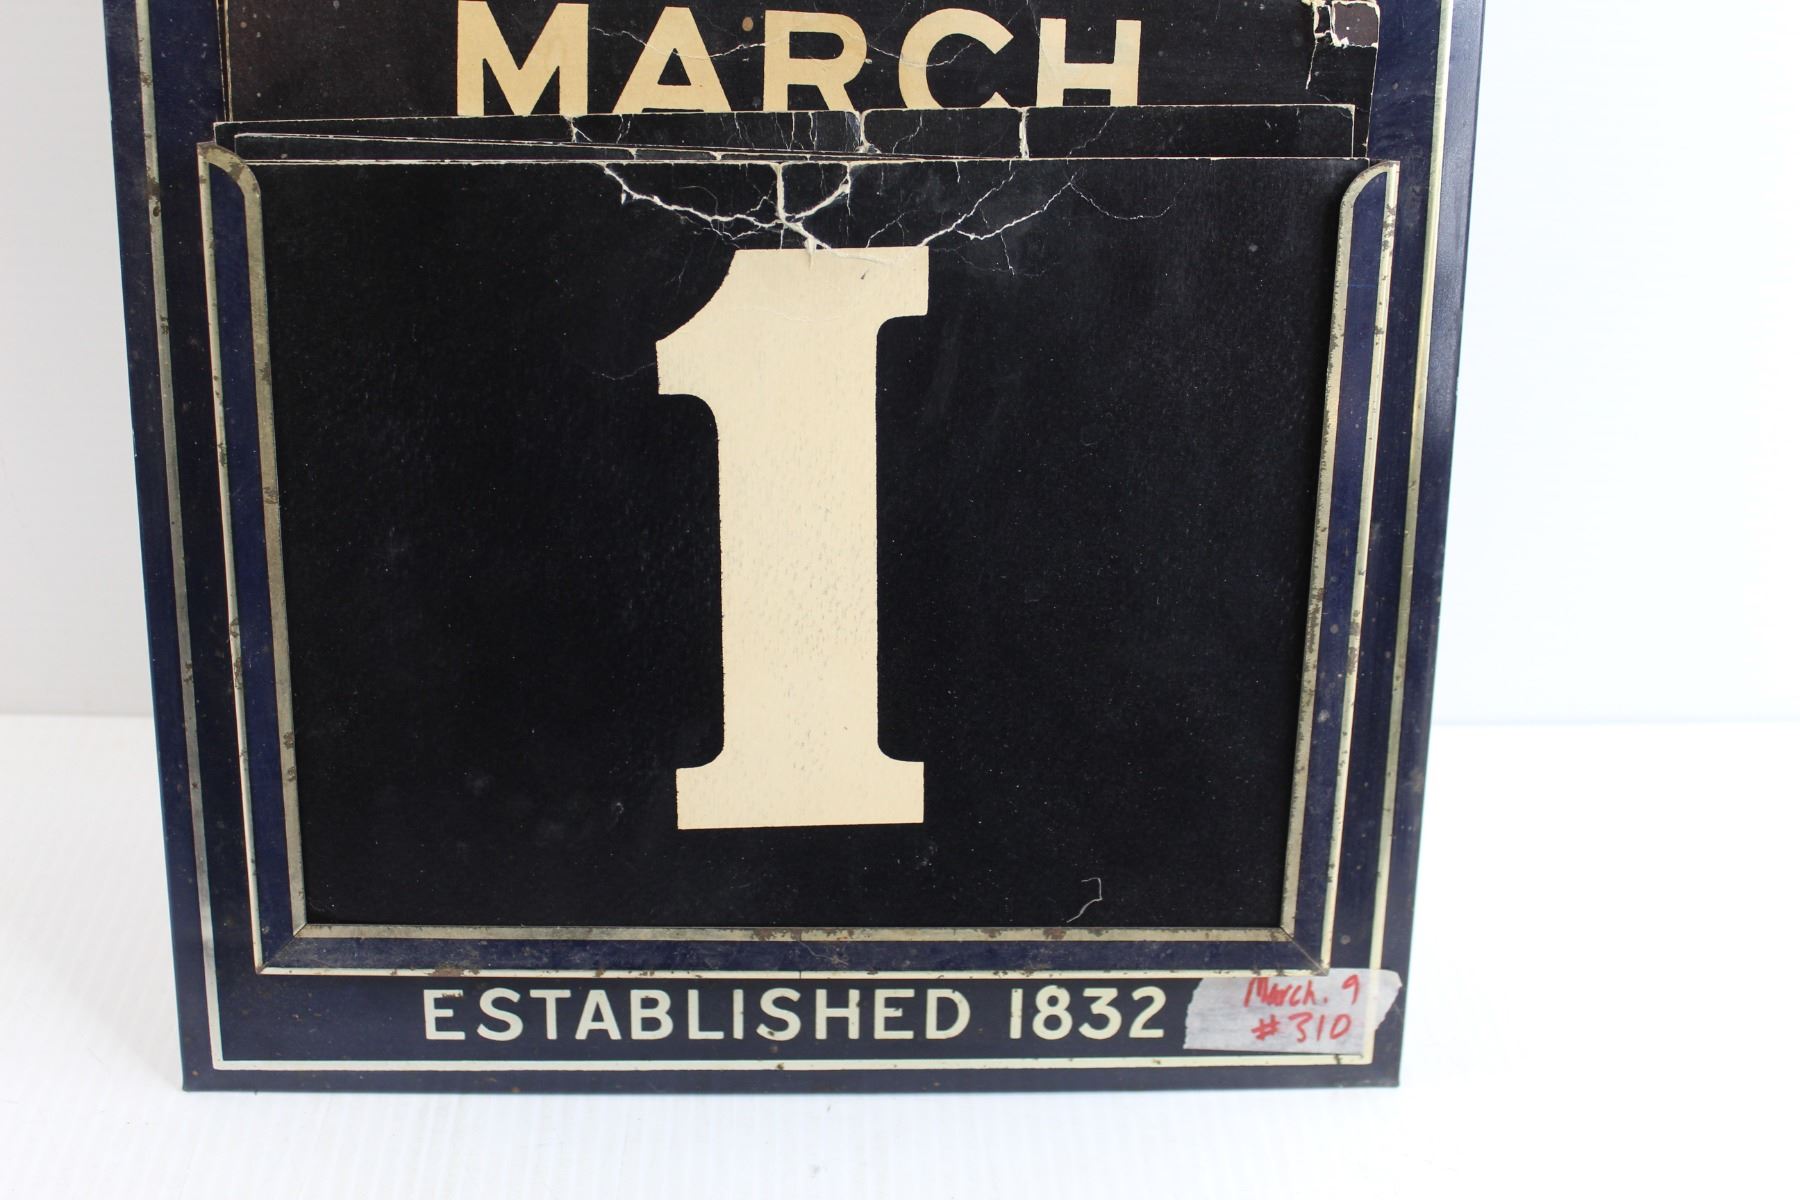 MARCH
1
ESTABLISHED 1832
March. 9
#310